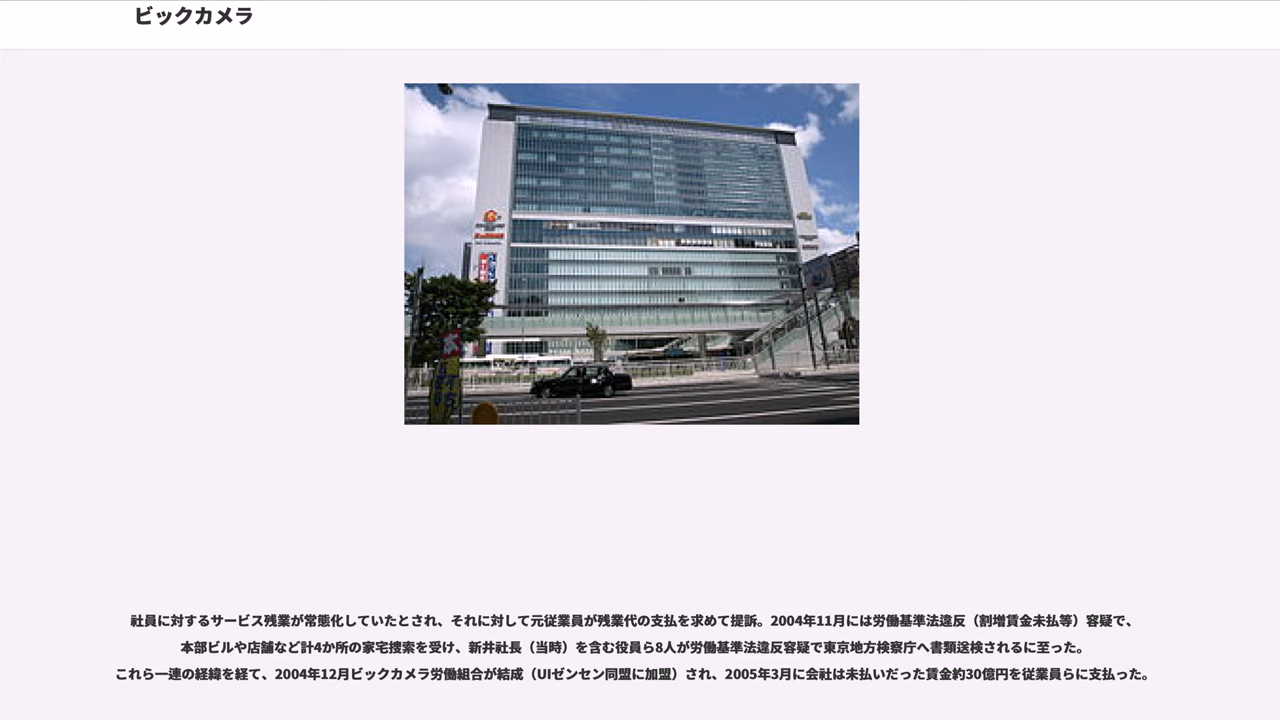 ビックカメラ
社員に対するサービス残業が常態化していたとされ、それに対して元従業員が残業代の支払を求めて提訴。2004年11月には労働基準法違反（割増賃金未払等）容疑で、
本部ビルや店舗など計4か所の家宅捜索を受け、新井社長（当時）を含む役員ら8人が労働基準法違反容疑で東京地方検察庁へ書類送検されるに至った。
これら一連の経緯を経て、2004年12月ビックカメラ労働組合が結成（UIゼンセン同盟に加盟）され、2005年3月に会社は未払いだった賃金約30億円を従業員らに支払った。